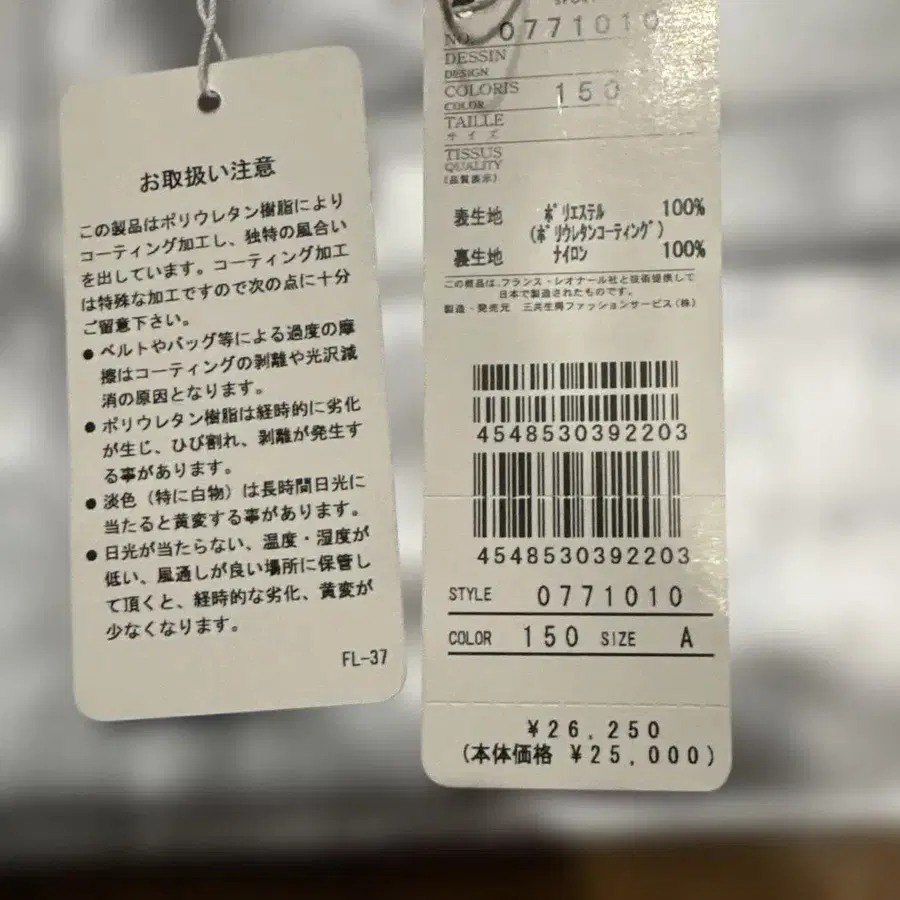 お取扱い注意
この製品はポリウレタン樹脂により
コーティング加工し、独特の風合い
を出しています。コーティング加工
は特殊な加工ですので次の点に十分
ご留意下さい。
● ベルトやバッグ等による過度の摩
擦はコーティングの剥離や光沢減
消の原因となります。
● ポリウレタン樹脂は経時的に劣化
が生じ、ひび割れ、剥離が発生す
る事があります。
● 淡色（特に白物）は長時間日光に
当たると黄変する事があります。
● 日光が当たらない、温度・湿度が
低い、風通しが良い場所に保管し
て頂くと、経時的な劣化、黄変が
少なくなります。
FL-37
NO. 0771010
DESSIN
DESIGN
COLORIS 150
COLOR
TAILLE
サイズ
TISSUS
QUALITY
(品質表示)
表生地 ポリエステル 100%
(ポリウレタンコーティング)
裏生地 ナイロン 100%
この商品は、フランス・レオナール社と技術提携して
日本で製造されたものです。
製造・発売元 三共生興ファッションサービス(株)
4548530392203
4548530392203
STYLE 0771010
COLOR 150 SIZE A
¥26,250
(本体価格 ¥25,000)